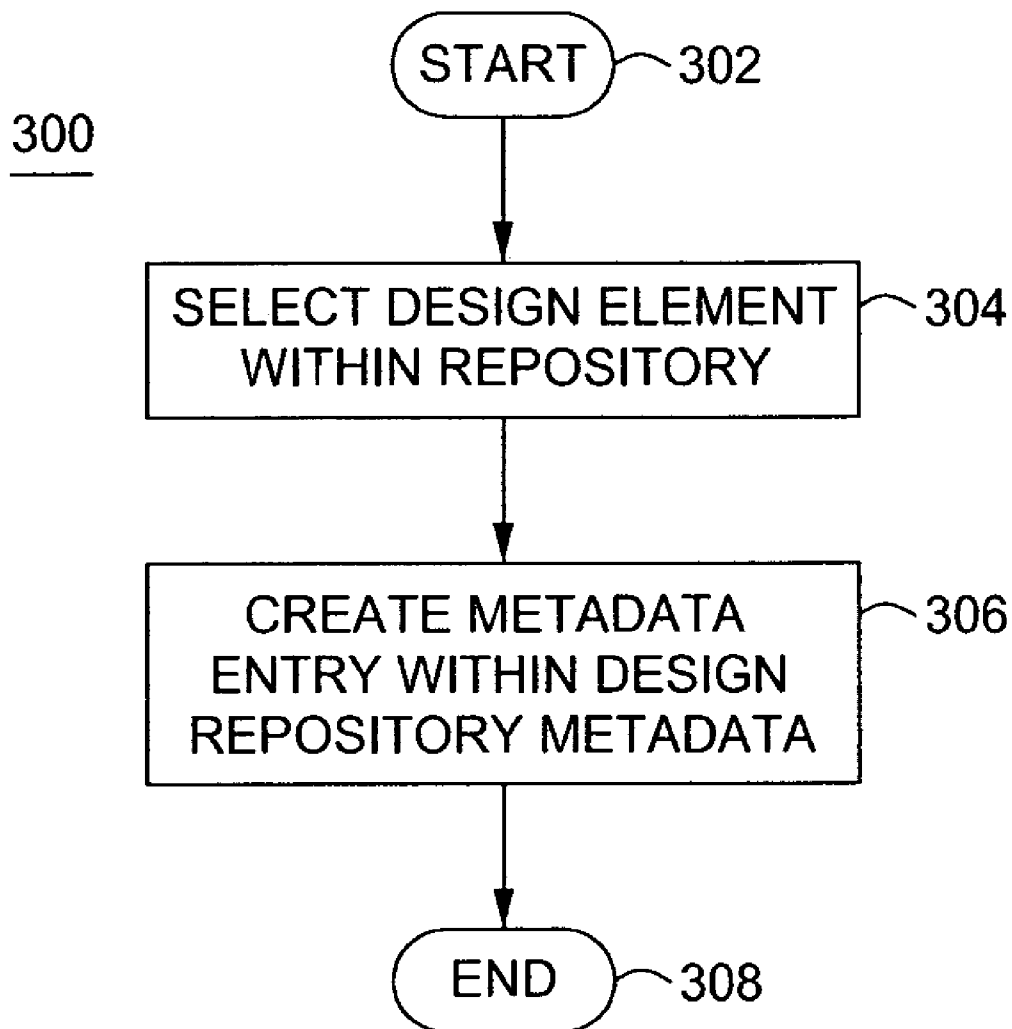 START
302
300
SELECT DESIGN ELEMENT
WITHIN REPOSITORY
304
CREATE METADATA
ENTRY WITHIN DESIGN
REPOSITORY METADATA
306
END
308